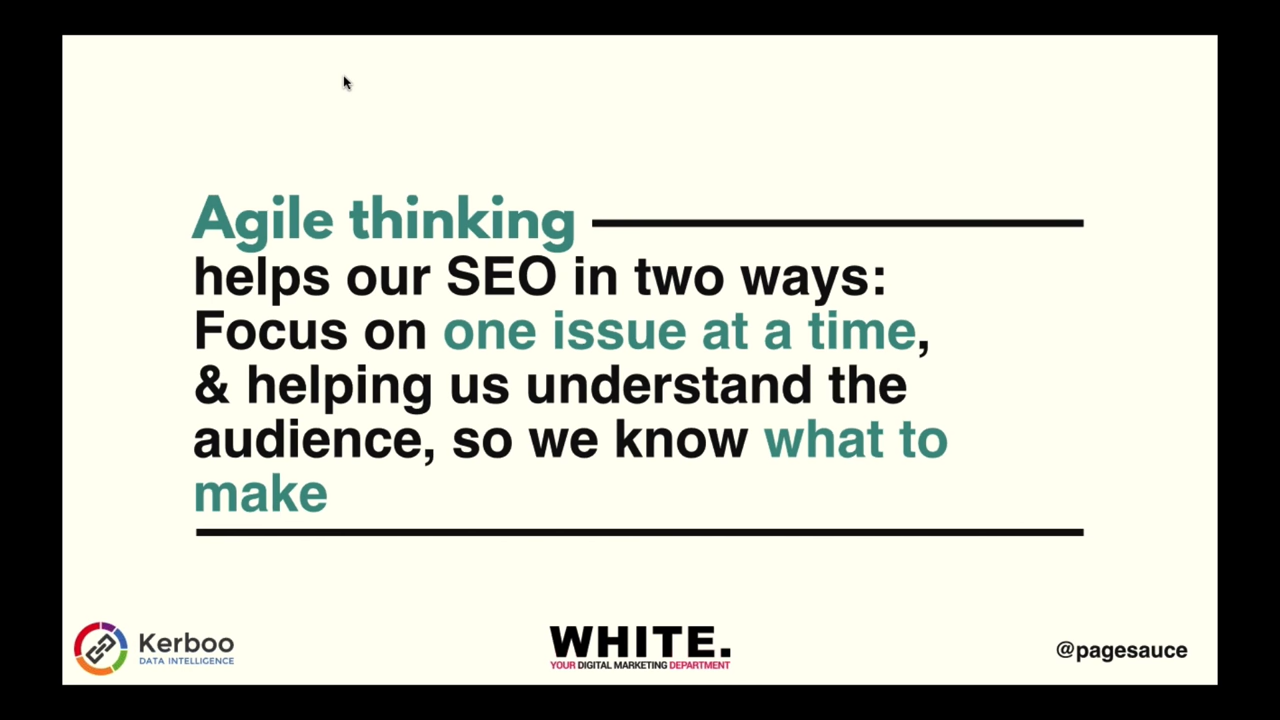 Agile thinking
helps our SEO in two ways:
Focus on one issue at a time,
& helping us understand the
audience, so we know what to
make
Kerboo
DATA INTELLIGENCE
WHITE.
YOUR DIGITAL MARKETING DEPARTMENT
@pagesauce